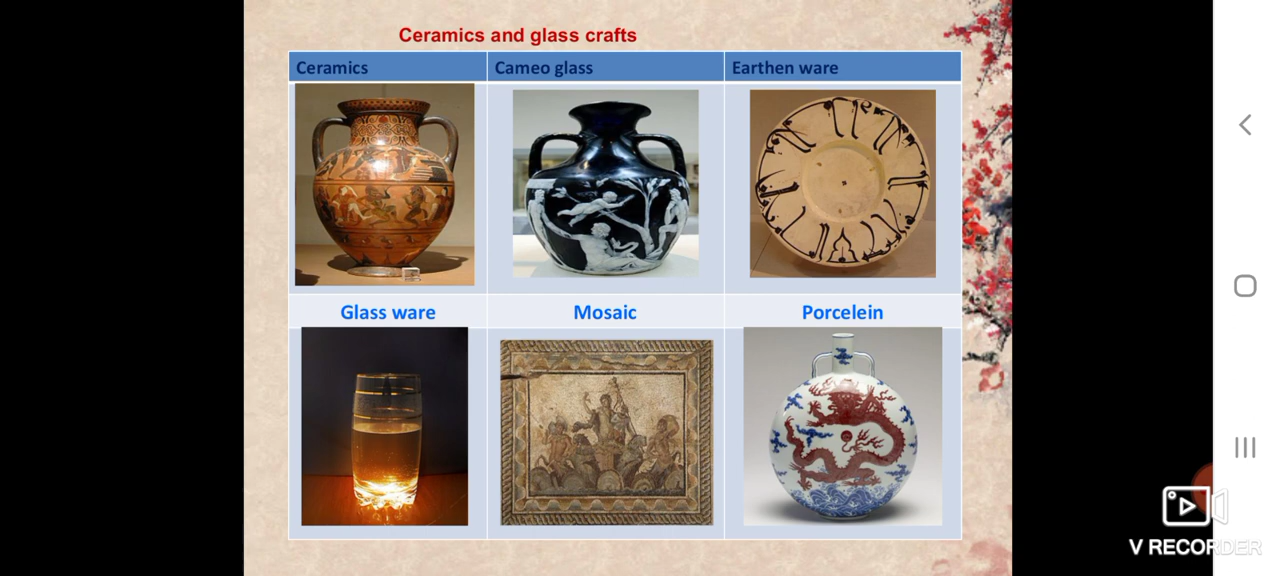 Ceramics and glass crafts
Ceramics Cameo glass Earthen ware
Glass ware Mosaic Porcelein
V RECORDER